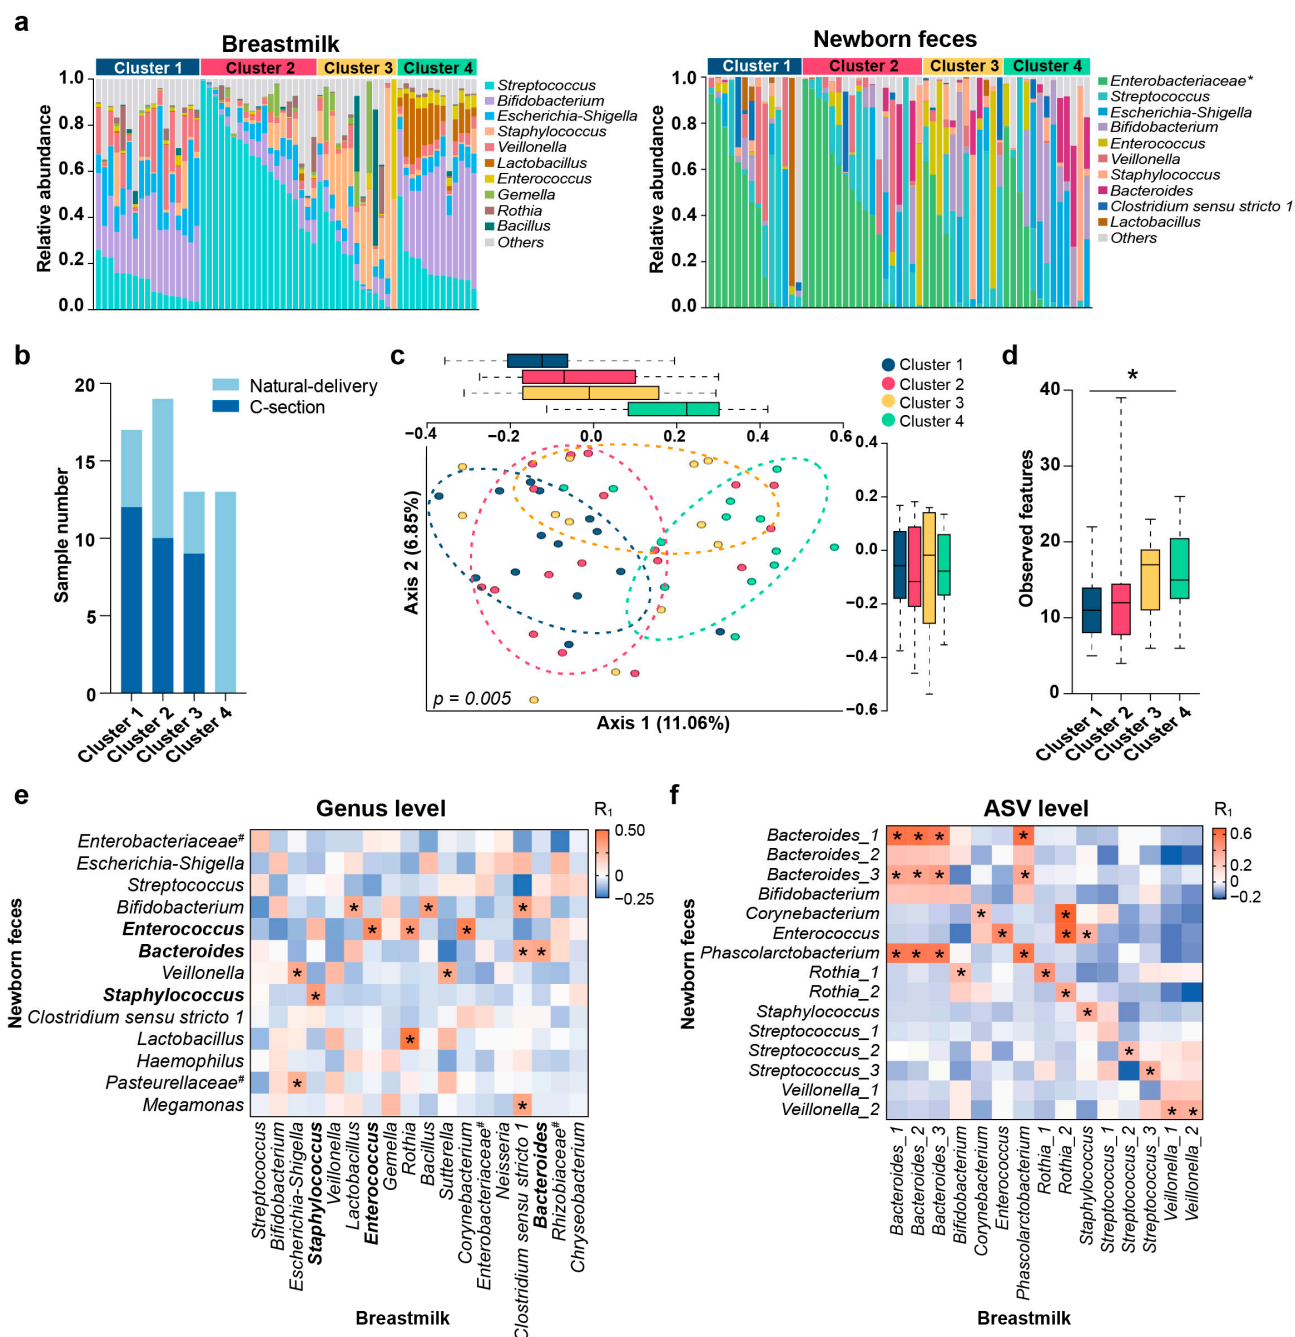 a
Breastmilk
Cluster 1 Cluster 2 Cluster 3 Cluster 4
Relative abundance
1.0
0.8
0.6
0.4
0.2
0.0
Streptococcus
Bifidobacterium
Escherichia-Shigella
Staphylococcus
Veillonella
Lactobacillus
Enterococcus
Gemella
Rothia
Bacillus
Others
Newborn feces
Cluster 1 Cluster 2 Cluster 3 Cluster 4
Relative abundance
1.0
0.8
0.6
0.4
0.2
0.0
Enterobacteriaceae*
Streptococcus
Escherichia-Shigella
Bifidobacterium
Enterococcus
Veillonella
Staphylococcus
Bacteroides
Clostridium sensu stricto 1
Lactobacillus
Others
b
Natural-delivery
C-section
Sample number
20
15
10
5
0
Cluster 1
Cluster 2
Cluster 3
Cluster 4
c
Cluster 1
Cluster 2
Cluster 3
Cluster 4
−0.4 −0.2 0.0 0.2 0.4 0.6
Axis 2 (6.85%)
0.4
0.2
0.0
−0.2
−0.4
−0.6
p = 0.005
Axis 1 (11.06%)
d
*
Observed features
40
30
20
10
0
Cluster 1
Cluster 2
Cluster 3
Cluster 4
e
Genus level
R1
0.50
0
−0.25
Newborn feces
Enterobacteriaceae#
Escherichia-Shigella
Streptococcus
Bifidobacterium * * *
Enterococcus * * *
Bacteroides * *
Veillonella * *
Staphylococcus *
Clostridium sensu stricto 1
Lactobacillus *
Haemophilus
Pasteurellaceae# *
Megamonas *
Streptococcus
Bifidobacterium
Escherichia-Shigella
Staphylococcus
Veillonella
Lactobacillus
Enterococcus
Gemella
Rothia
Bacillus
Sutterella
Corynebacterium
Enterobacteriaceae#
Neisseria
Clostridium sensu stricto 1
Bacteroides
Rhizobiaceae#
Chryseobacterium
Breastmilk
f
ASV level
R1
0.6
0.2
−0.2
Newborn feces
Bacteroides_1 * * * *
Bacteroides_2
Bacteroides_3 * * * *
Bifidobacterium
Corynebacterium * *
Enterococcus * * *
Phascolarctobacterium * * * *
Rothia_1 * *
Rothia_2 *
Staphylococcus *
Streptococcus_1
Streptococcus_2 *
Streptococcus_3 *
Veillonella_1
Veillonella_2 * *
Bacteroides_1
Bacteroides_2
Bacteroides_3
Bifidobacterium
Corynebacterium
Enterococcus
Phascolarctobacterium
Rothia_1
Rothia_2
Staphylococcus
Streptococcus_1
Streptococcus_2
Streptococcus_3
Veillonella_1
Veillonella_2
Breastmilk